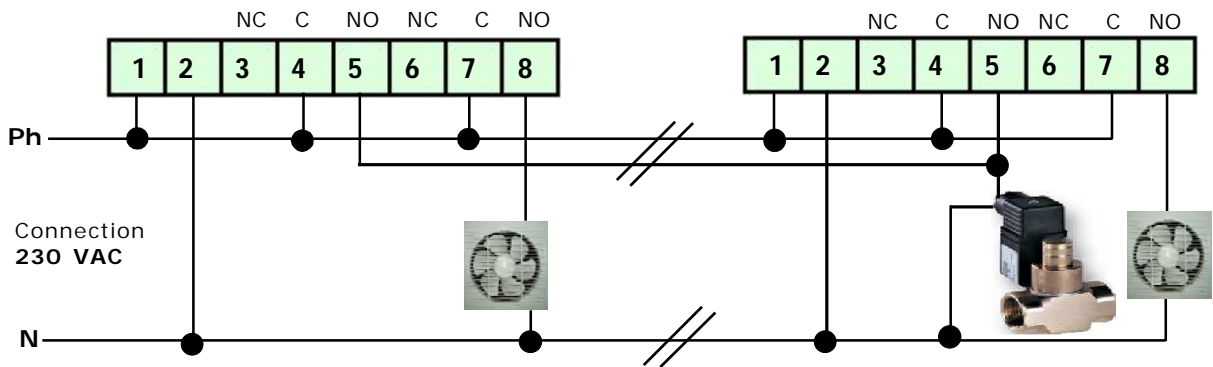 NC C NO NC C NO
1 2 3 4 5 6 7 8
NC C NO NC C NO
1 2 3 4 5 6 7 8
Ph
Connection
230 VAC
N